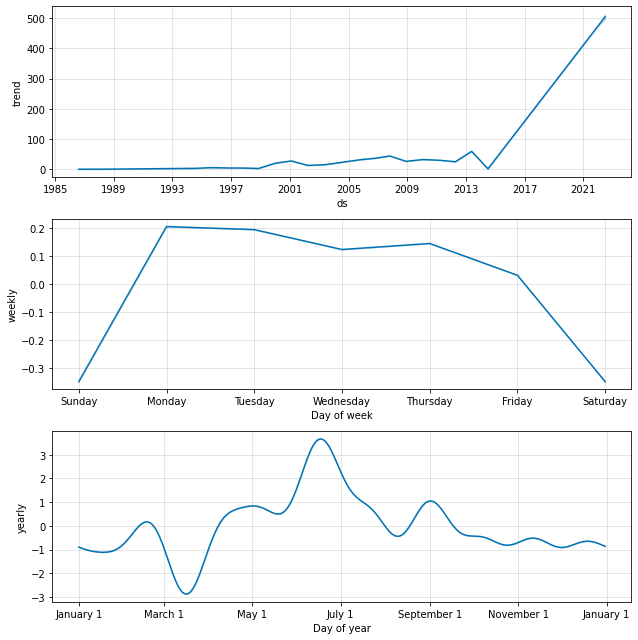 500
400
300
200
100
0
trend
1985 1989 1993 1997 2001 2005 2009 2013 2017 2021
ds
0.2
0.1
0.0
−0.1
−0.2
−0.3
weekly
Sunday Monday Tuesday Wednesday Thursday Friday Saturday
Day of week
3
2
1
0
−1
−2
−3
yearly
January 1 March 1 May 1 July 1 September 1 November 1 January 1
Day of year